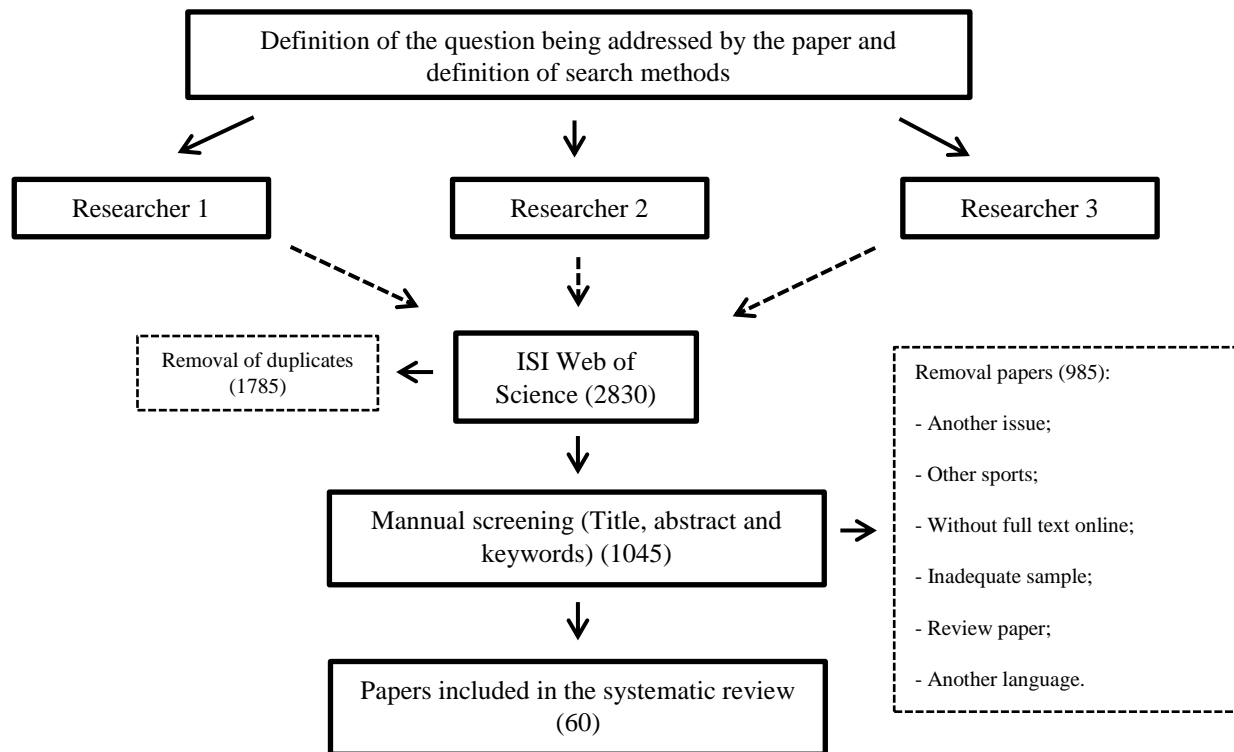 Definition of the question being addressed by the paper and
definition of search methods
Researcher 1
Researcher 2
Researcher 3
Removal of duplicates
(1785)
ISI Web of
Science (2830)
Removal papers (985):
- Another issue;
- Other sports;
- Without full text online;
- Inadequate sample;
- Review paper;
- Another language.
Mannual screening (Title, abstract and
keywords) (1045)
Papers included in the systematic review
(60)